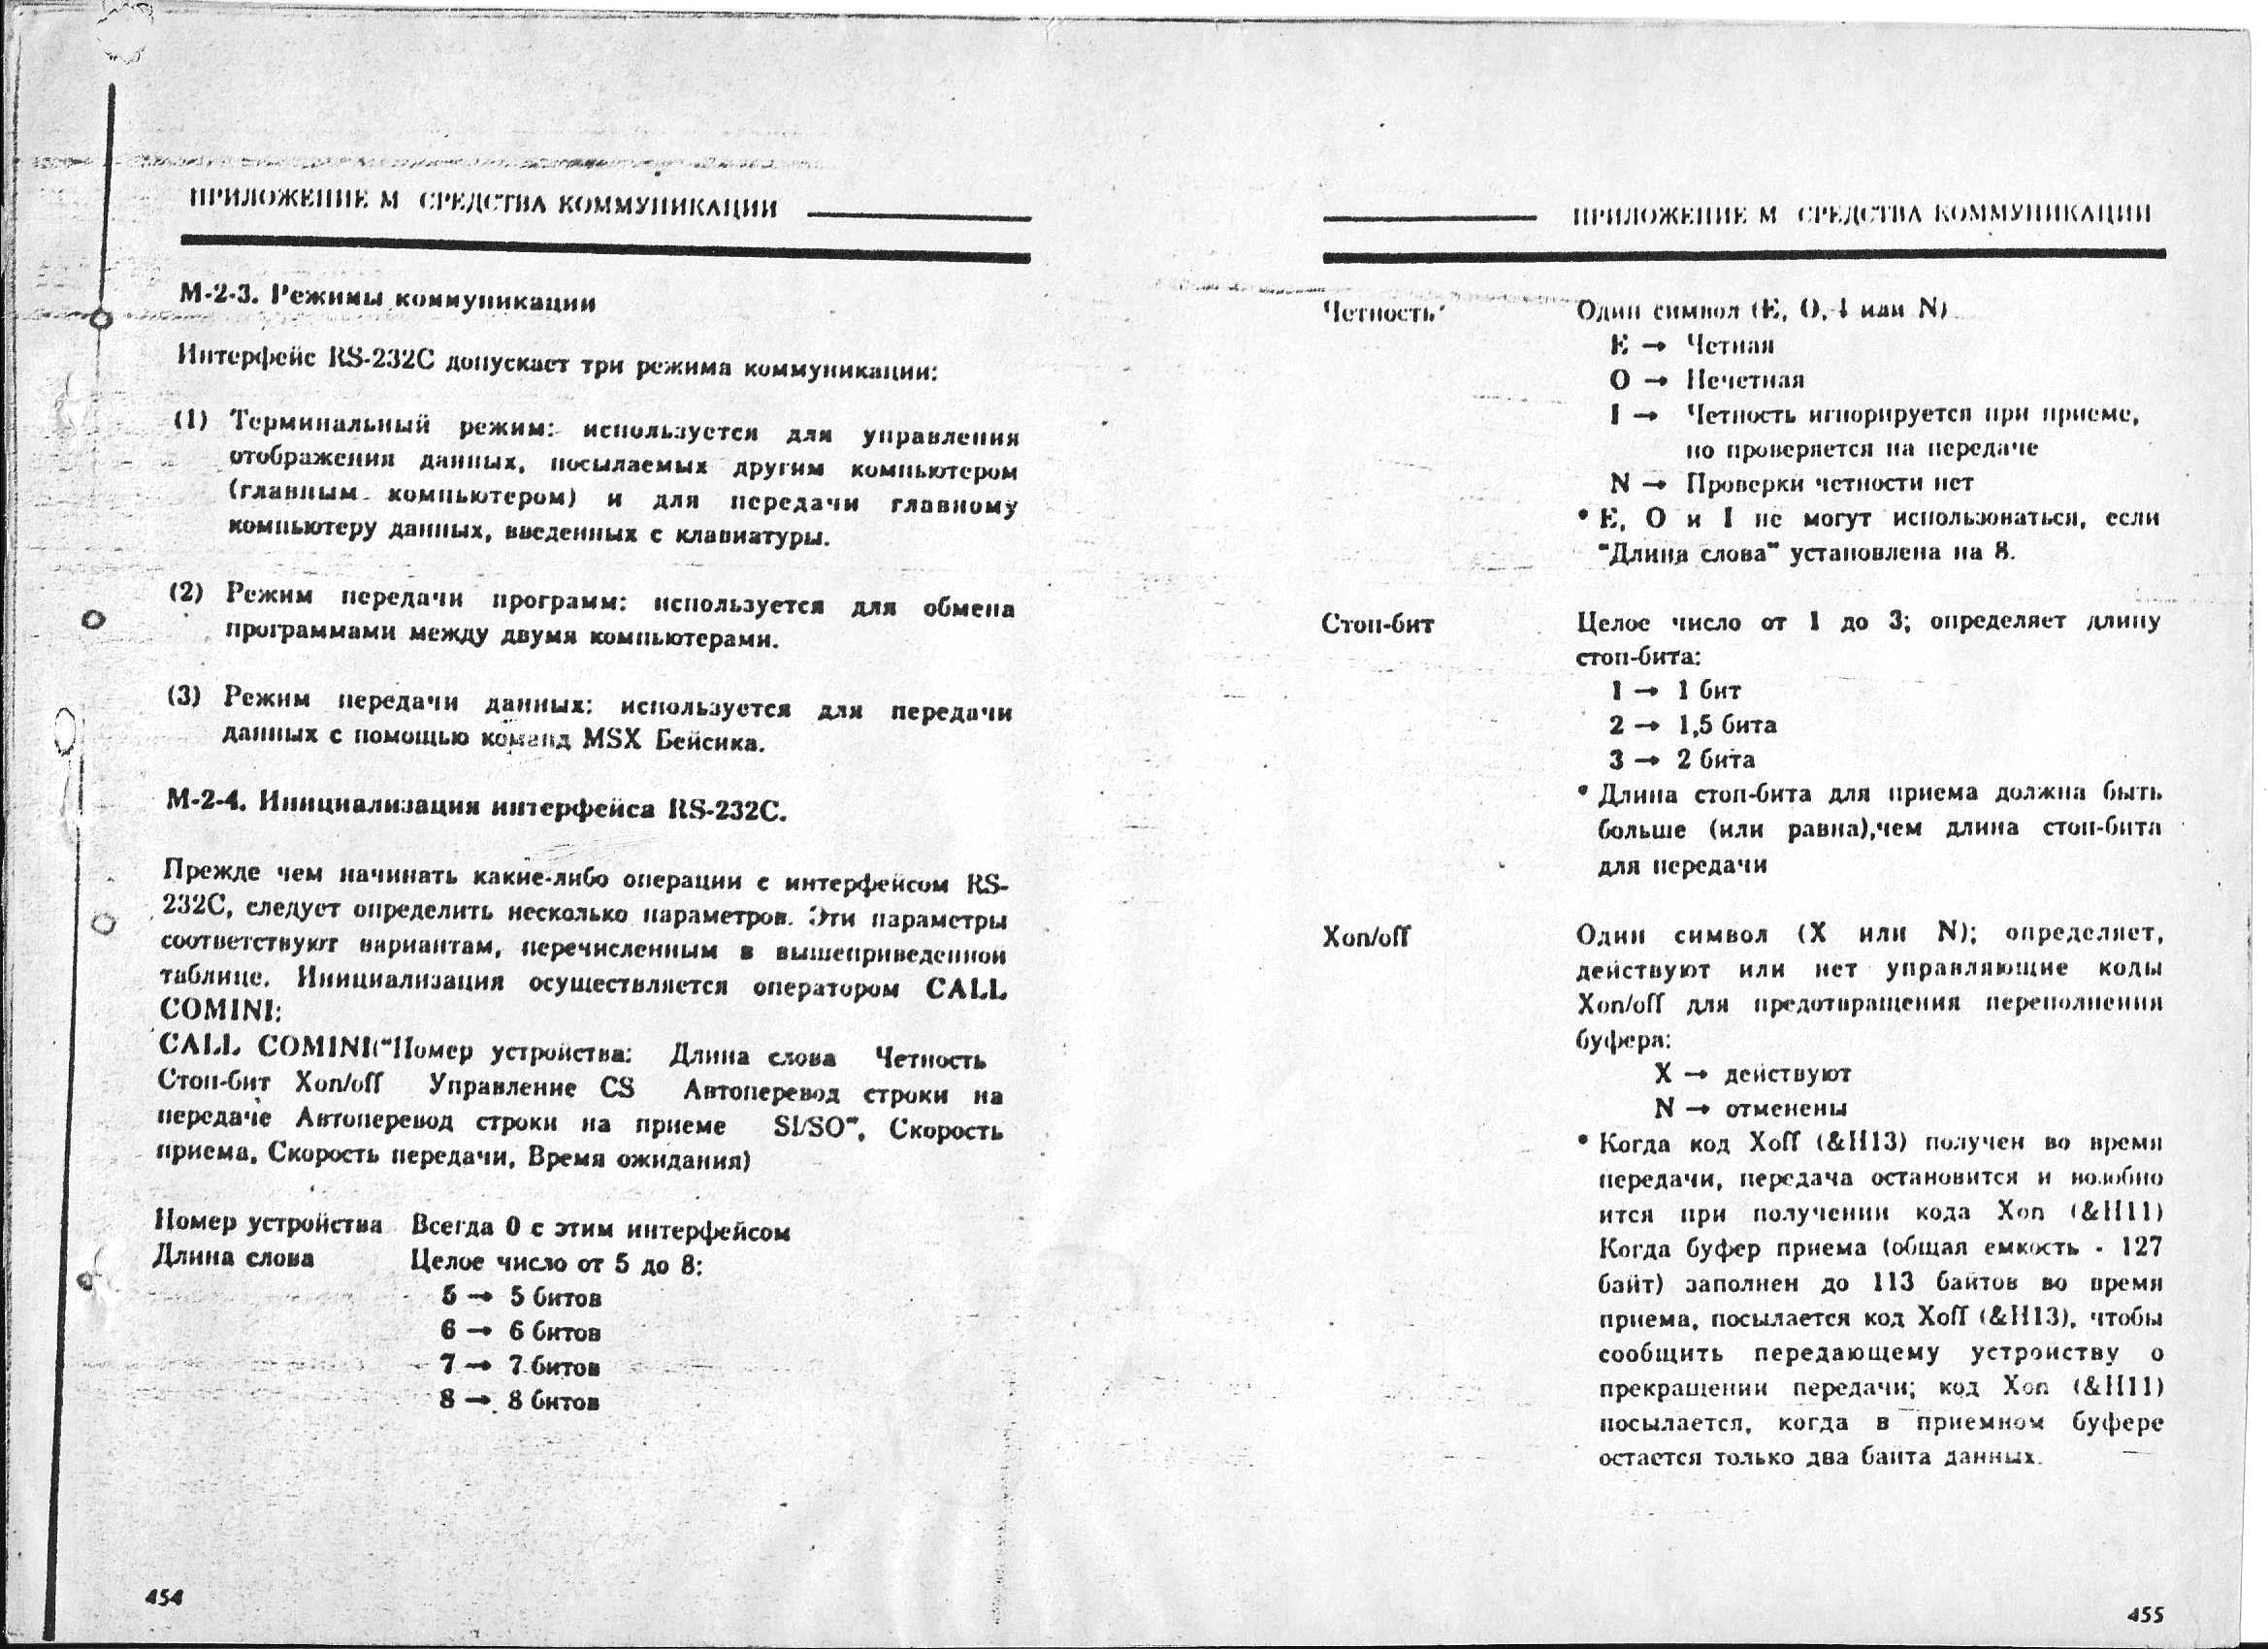 ПРИЛОЖЕНИЕ М СРЕДСТВА КОММУНИКАЦИИ
М-2-3. Режимы коммуникации
Интерфейс RS-232C допускает три режима коммуникации:
(1) Терминальный режим: используется для управления
отображения данных, посылаемых другим компьютером
(главным компьютером) и для передачи главному
компьютеру данных, введенных с клавиатуры.
(2) Режим передачи программ: используется для обмена
программами между двумя компьютерами.
(3) Режим передачи данных: используется для передачи
данных с помощью команд MSX Бейсика.
М-2-4. Инициализация интерфейса RS-232C.
Прежде чем начинать какие-либо операции с интерфейсом RS-
232C, следует определить несколько параметров. Эти параметры
соответствуют вариантам, перечисленным в вышеприведенной
таблице. Инициализация осуществляется оператором CALL
COMINI:
CALL COMINI("Номер устройства: Длина слова Четность
Стоп-бит Xon/off Управление CS Автоперевод строки на
передаче Автоперевод строки на приеме SI/SO", Скорость
приема, Скорость передачи, Время ожидания)
Номер устройства Всегда 0 с этим интерфейсом
Длина слова Целое число от 5 до 8:
5 → 5 битов
6 → 6 битов
7 → 7 битов
8 → 8 битов
454
ПРИЛОЖЕНИЕ М СРЕДСТВА КОММУНИКАЦИИ
Четность Один символ (E, O, I или N)
E → Четная
O → Нечетная
I → Четность игнорируется при приеме,
но проверяется на передаче
N → Проверки четности нет
• E, O и I не могут использоваться, если
"Длина слова" установлена на 8.
Стоп-бит Целое число от 1 до 3; определяет длину
стоп-бита:
1 → 1 бит
2 → 1,5 бита
3 → 2 бита
• Длина стоп-бита для приема должна быть
больше (или равна),чем длина стоп-бита
для передачи
Xon/off Один символ (X или N); определяет,
действуют или нет управляющие коды
Xon/off для предотвращения переполнения
буфера:
X → действуют
N → отменены
• Когда код Xoff (&H13) получен во время
передачи, передача остановится и возобно
ится при получении кода Xon (&H11)
Когда буфер приема (общая емкость - 127
байт) заполнен до 113 байтов во время
приема, посылается код Xoff (&H13), чтобы
сообщить передающему устройству о
прекращении передачи; код Xon (&H11)
посылается, когда в приемном буфере
остается только два байта данных.
455